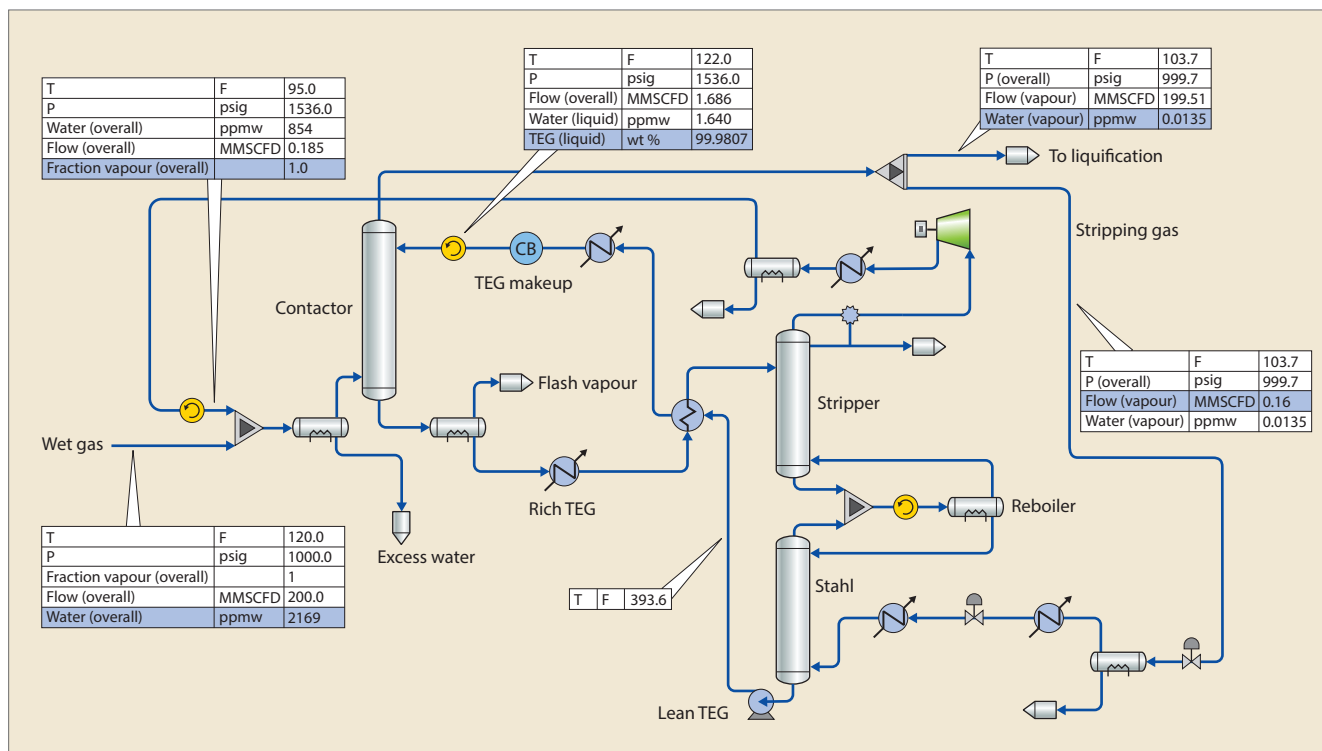 T F 122.0
P psig 1536.0
Flow (overall) MMSCFD 1.686
Water (liquid) ppmw 1.640
TEG (liquid) wt % 99.9807
T F 103.7
P (overall) psig 999.7
Flow (vapour) MMSCFD 199.51
Water (vapour) ppmw 0.0135
T F 95.0
P psig 1536.0
Water (overall) ppmw 854
Flow (overall) MMSCFD 0.185
Fraction vapour (overall) 1.0
To liquification
Stripping gas
CB
TEG makeup
Contactor
Flash vapour
Stripper
T F 103.7
P (overall) psig 999.7
Flow (vapour) MMSCFD 0.16
Water (vapour) ppmw 0.0135
Wet gas
Rich TEG
Reboiler
Excess water
T F 120.0
P psig 1000.0
Fraction vapour (overall) 1
Flow (overall) MMSCFD 200.0
Water (overall) ppmw 2169
T F 393.6
Stahl
Lean TEG